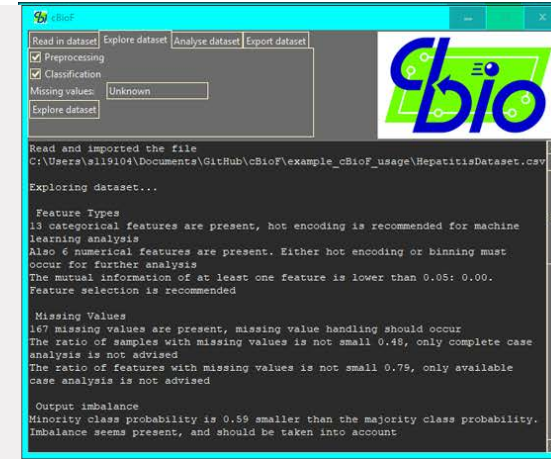 cBioF
Read in dataset Explore dataset Analyse dataset Export dataset
Preprocessing
Classification
Missing values: Unknown
Explore dataset
cbio
Read and imported the file
C:\Users\sl19104\Documents\GitHub\cBioF\example_cBioF_usage\HepatitisDataset.csv
Exploring dataset...
Feature Types
13 categorical features are present, hot encoding is recommended for machine
learning analysis
Also 6 numerical features are present. Either hot encoding or binning must
occur for further analysis
The mutual information of at least one feature is lower than 0.05: 0.00.
Feature selection is recommended
Missing Values
167 missing values are present, missing value handling should occur
The ratio of samples with missing values is not small 0.48, only complete case
analysis is not advised
The ratio of features with missing values is not small 0.79, only available
case analysis is not advised
Output imbalance
Minority class probability is 0.59 smaller than the majority class probability.
Imbalance seems present, and should be taken into account